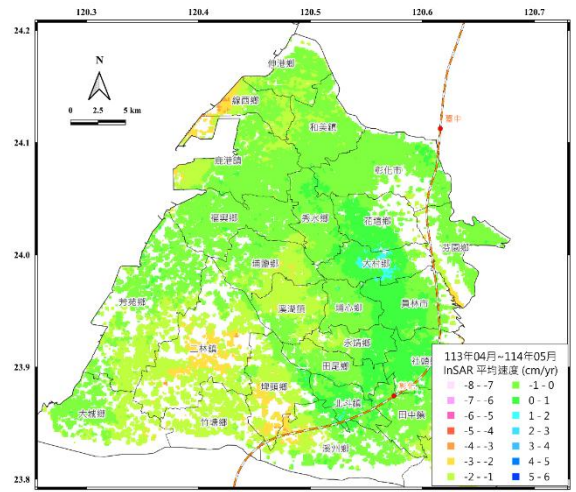 120.3 120.4 120.5 120.6 120.7
24.2
24.1
24.0
23.9
23.8
N
0 2.5 5 km
伸港鄉
線西鄉
和美鎮
鹿港鎮
彰化市
福興鄉
秀水鄉
花壇鄉
芬園鄉
埔鹽鄉
大村鄉
芳苑鄉
溪湖鎮
埔心鄉
員林市
二林鎮
永靖鄉
田尾鄉
社頭
埤頭鄉
大城鄉
竹塘鄉
北斗鎮
田中鎮
溪州鄉
113年04月~114年05月
InSAR 平均速度 (cm/yr)
-8 - -7 -1 - 0
-7 - -6 0 - 1
-6 - -5 1 - 2
-5 - -4 2 - 3
-4 - -3 3 - 4
-3 - -2 4 - 5
-2 - -1 5 - 6